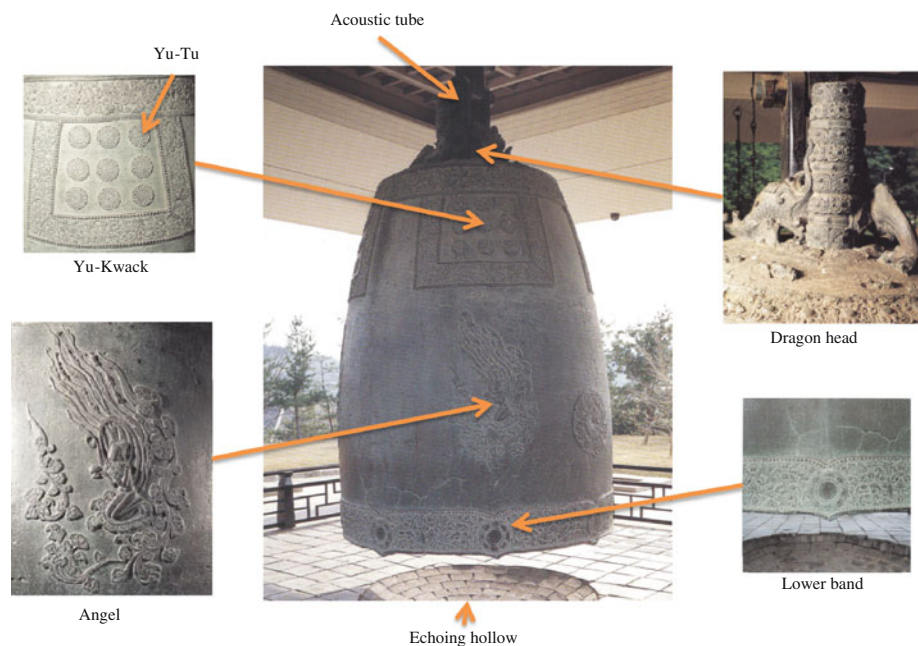 Acoustic tube
Yu-Tu
Yu-Kwack
Dragon head
Angel
Lower band
Echoing hollow